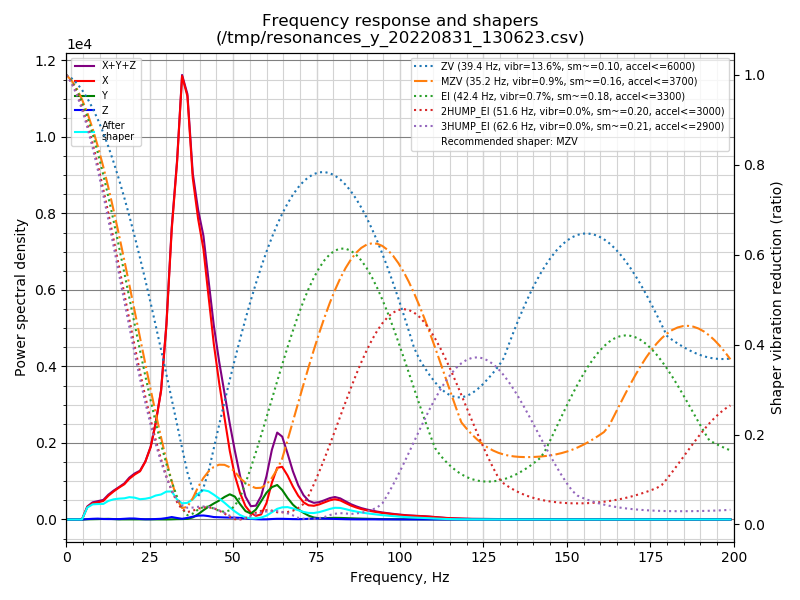 Frequency response and shapers
(/tmp/resonances_y_20220831_130623.csv)
1e4
X+Y+Z
X
Y
Z
After
shaper
ZV (39.4 Hz, vibr=13.6%, sm~=0.10, accel<=6000)
MZV (35.2 Hz, vibr=0.9%, sm~=0.16, accel<=3700)
EI (42.4 Hz, vibr=0.7%, sm~=0.18, accel<=3300)
2HUMP_EI (51.6 Hz, vibr=0.0%, sm~=0.20, accel<=3000)
3HUMP_EI (62.6 Hz, vibr=0.0%, sm~=0.21, accel<=2900)
Recommended shaper: MZV
Power spectral density
1.2
1.0
0.8
0.6
0.4
0.2
0.0
1.0
0.8
0.6
0.4
0.2
0.0
Shaper vibration reduction (ratio)
0 25 50 75 100 125 150 175 200
Frequency, Hz